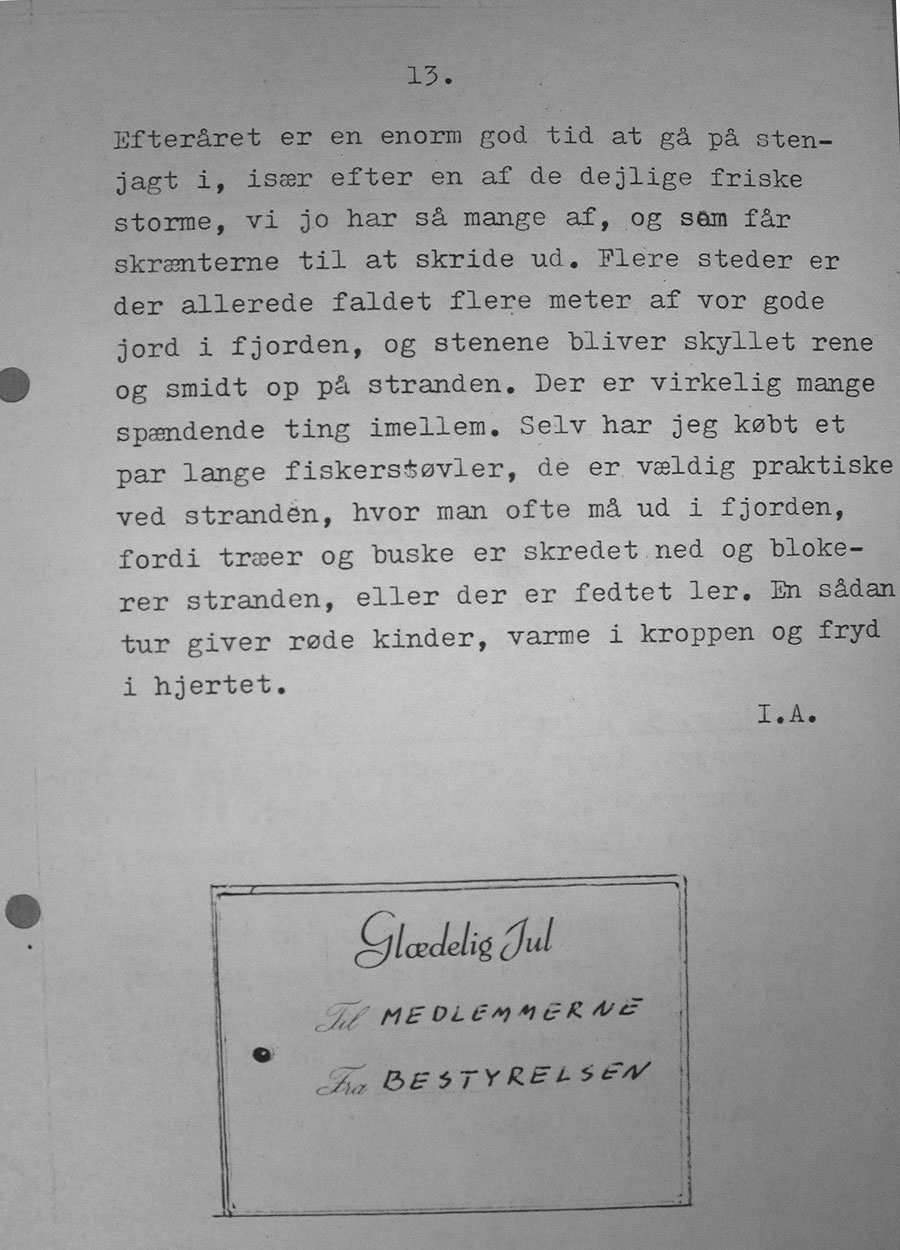 13.
Efteråret er en enorm god tid at gå på sten-
jagt i, især efter en af de dejlige friske
storme, vi jo har så mange af, og som får
skrænterne til at skride ud. Flere steder er
der allerede faldet flere meter af vor gode
jord i fjorden, og stenene bliver skyllet rene
og smidt op på stranden. Der er virkelig mange
spændende ting imellem. Selv har jeg købt et
par lange fiskerstøvler, de er vældig praktiske
ved stranden, hvor man ofte må ud i fjorden,
fordi træer og buske er skredet ned og bloke-
rer stranden, eller der er fedtet ler. En sådan
tur giver røde kinder, varme i kroppen og fryd
i hjertet.
I.A.
Glædelig Jul
Til MEDLEMMERNE
Fra BESTYRELSEN